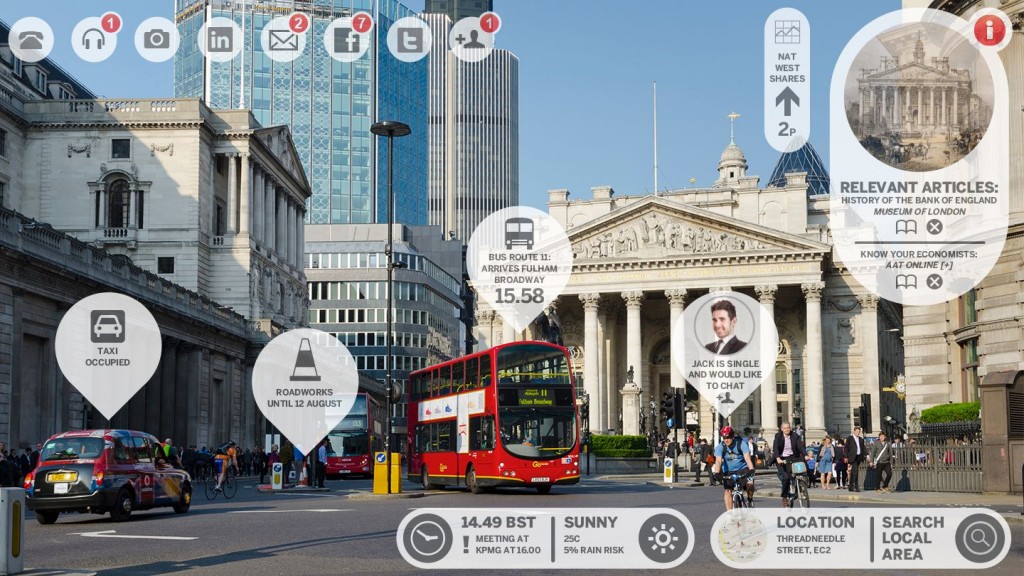 1
2
7
1
NAT
WEST
SHARES
2P
i
RELEVANT ARTICLES:
HISTORY OF THE BANK OF ENGLAND
MUSEUM OF LONDON
KNOW YOUR ECONOMISTS:
AAT ONLINE [+]
BUS ROUTE 11:
ARRIVES FULHAM
BROADWAY
15.58
TAXI
OCCUPIED
ROADWORKS
UNTIL 12 AUGUST
JACK IS SINGLE
AND WOULD LIKE
TO CHAT
11
Fulham Broadway
14.49 BST
! MEETING AT
KPMG AT 16.00
SUNNY
25C
5% RAIN RISK
LOCATION
THREADNEEDLE
STREET, EC2
SEARCH
LOCAL
AREA